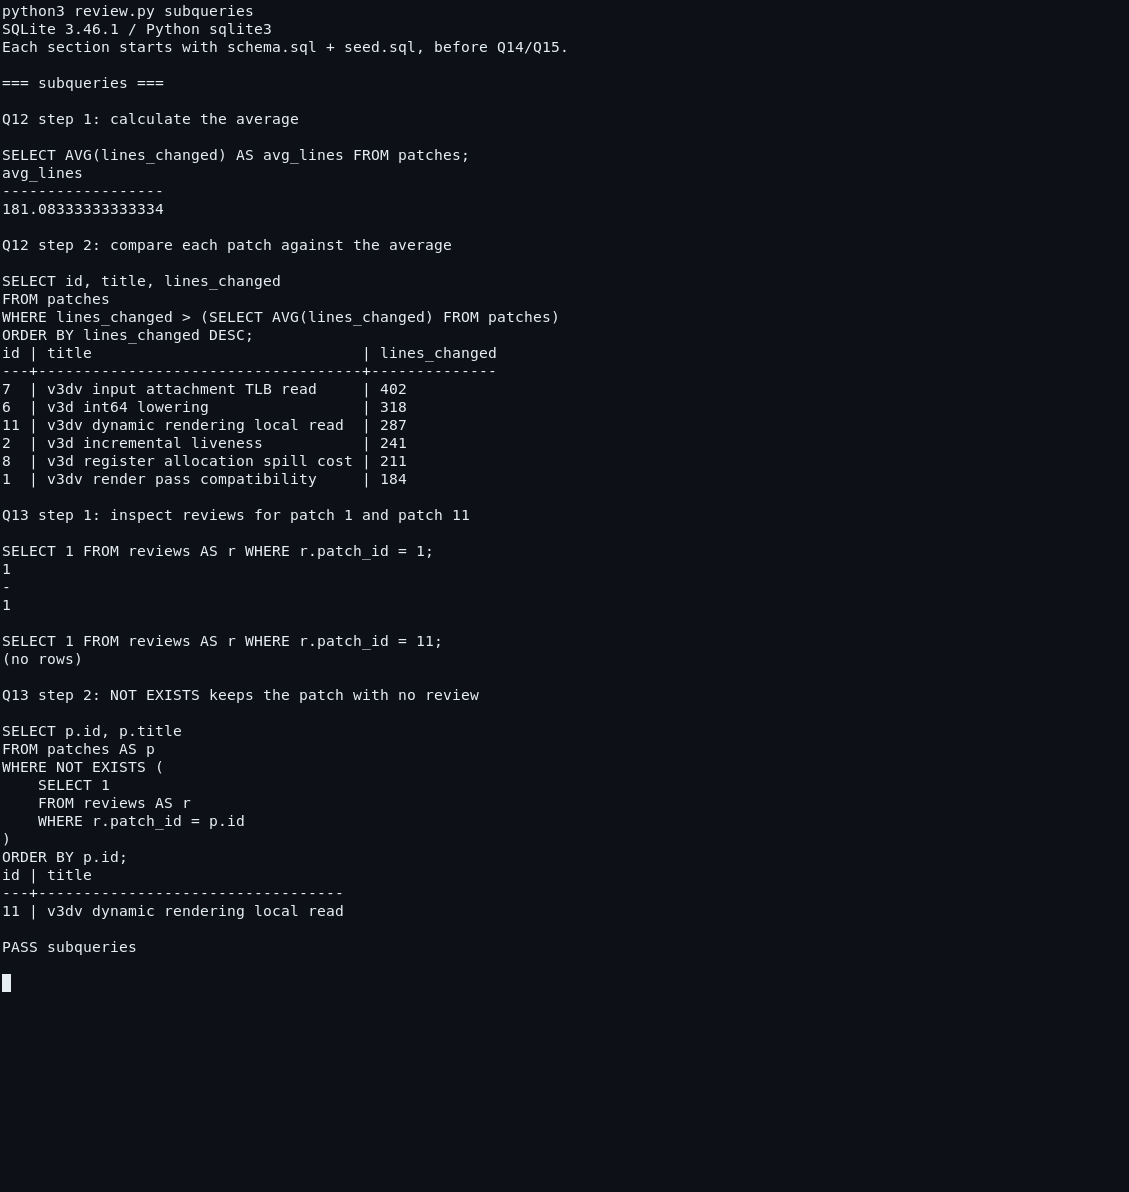 python3 review.py subqueries
SQLite 3.46.1 / Python sqlite3
Each section starts with schema.sql + seed.sql, before Q14/Q15.

=== subqueries ===

Q12 step 1: calculate the average

SELECT AVG(lines_changed) AS avg_lines FROM patches;
avg_lines
------------------
181.08333333333334

Q12 step 2: compare each patch against the average

SELECT id, title, lines_changed
FROM patches
WHERE lines_changed > (SELECT AVG(lines_changed) FROM patches)
ORDER BY lines_changed DESC;
id | title                              | lines_changed
---+------------------------------------+--------------
7  | v3dv input attachment TLB read     | 402
6  | v3d int64 lowering                 | 318
11 | v3dv dynamic rendering local read  | 287
2  | v3d incremental liveness           | 241
8  | v3d register allocation spill cost | 211
1  | v3dv render pass compatibility     | 184

Q13 step 1: inspect reviews for patch 1 and patch 11

SELECT 1 FROM reviews AS r WHERE r.patch_id = 1;
1
-
1

SELECT 1 FROM reviews AS r WHERE r.patch_id = 11;
(no rows)

Q13 step 2: NOT EXISTS keeps the patch with no review

SELECT p.id, p.title
FROM patches AS p
WHERE NOT EXISTS (
    SELECT 1
    FROM reviews AS r
    WHERE r.patch_id = p.id
)
ORDER BY p.id;
id | title
---+----------------------------------
11 | v3dv dynamic rendering local read

PASS subqueries